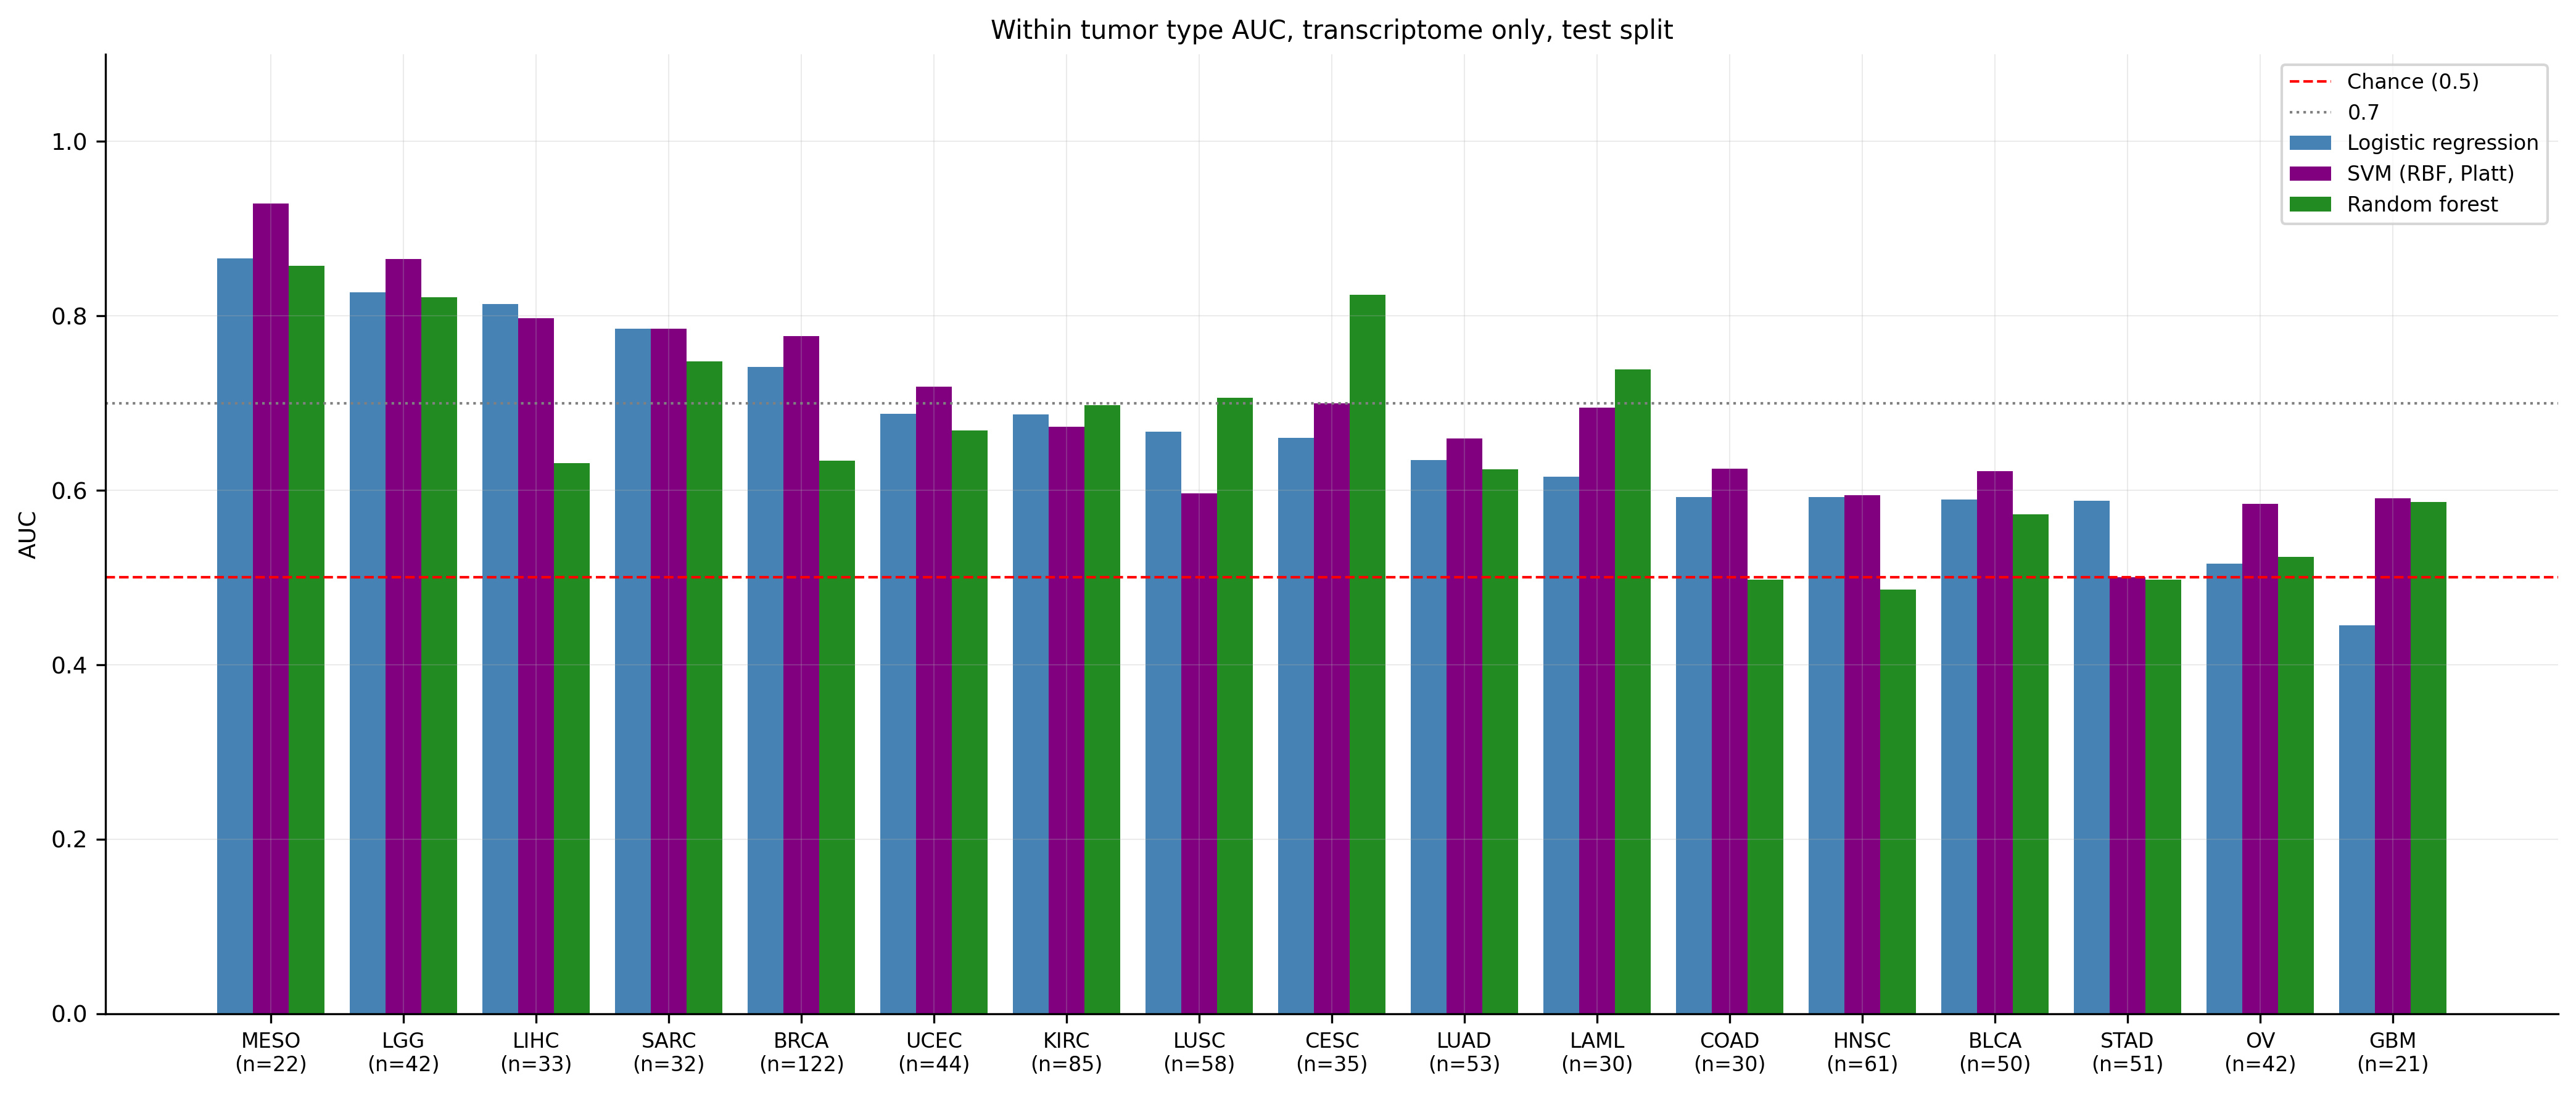 Within tumor type AUC, transcriptome only, test split
Chance (0.5)
0.7
Logistic regression
SVM (RBF, Platt)
Random forest
AUC
1.0
0.8
0.6
0.4
0.2
0.0
MESO LGG LIHC SARC BRCA UCEC KIRC LUSC CESC LUAD LAML COAD HNSC BLCA STAD OV GBM
(n=22) (n=42) (n=33) (n=32) (n=122) (n=44) (n=85) (n=58) (n=35) (n=53) (n=30) (n=30) (n=61) (n=50) (n=51) (n=42) (n=21)